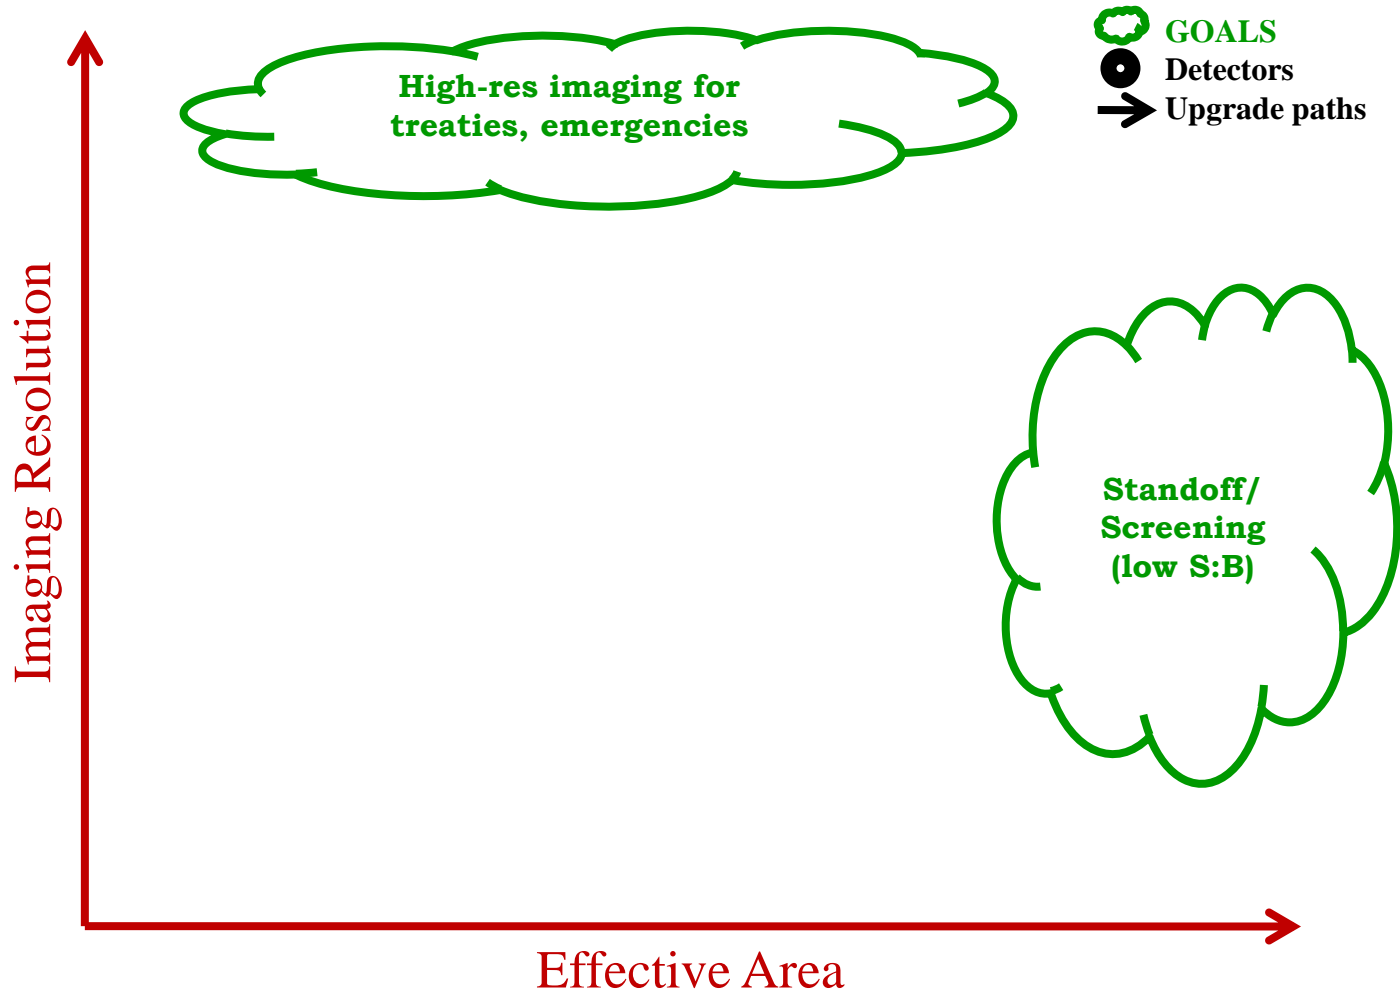 GOALS
Detectors
Upgrade paths
High-res imaging for
treaties, emergencies
Imaging Resolution
Standoff/
Screening
(low S:B)
Effective Area